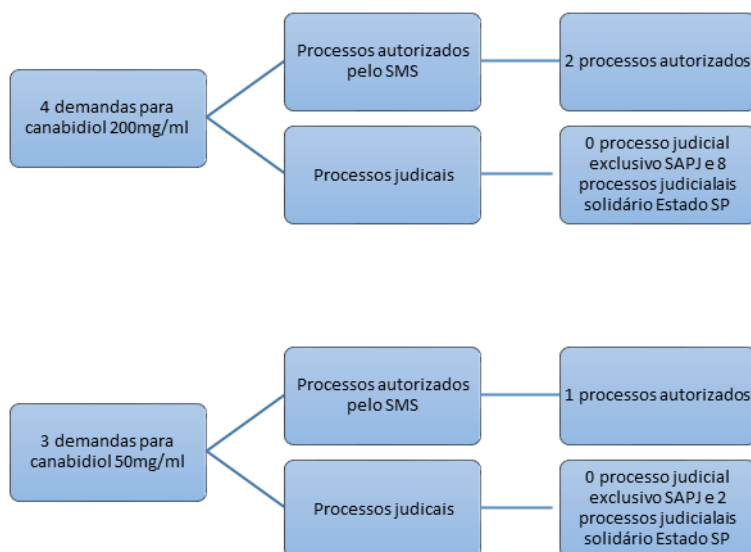 4 demandas para
canabidiol 200mg/ml
Processos autorizados
pelo SMS
2 processos autorizados
Processos judicais
0 processo judicial
exclusivo SAPJ e 8
processos judicialais
solidário Estado SP
3 demandas para
canabidiol 50mg/ml
Processos autorizados
pelo SMS
1 processos autorizados
Processos judicais
0 processo judicial
exclusivo SAPJ e 2
processos judicialais
solidário Estado SP